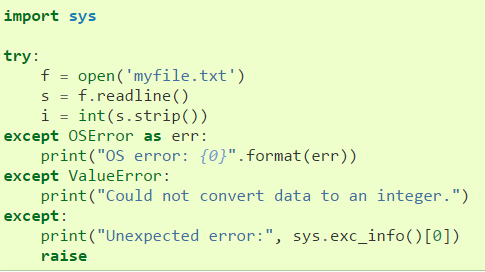 import sys

try:
    f = open('myfile.txt')
    s = f.readline()
    i = int(s.strip())
except OSError as err:
    print("OS error: {0}".format(err))
except ValueError:
    print("Could not convert data to an integer.")
except:
    print("Unexpected error:", sys.exc_info()[0])
    raise